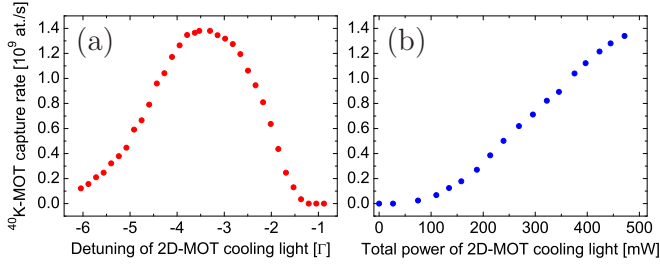 (a)
(b)
⁴⁰K-MOT capture rate [10⁹ at./s]
1.4
1.2
1.0
0.8
0.6
0.4
0.2
0.0
1.4
1.2
1.0
0.8
0.6
0.4
0.2
0.0
-6 -5 -4 -3 -2 -1
0 100 200 300 400 500
Detuning of 2D-MOT cooling light [Γ]
Total power of 2D-MOT cooling light [mW]